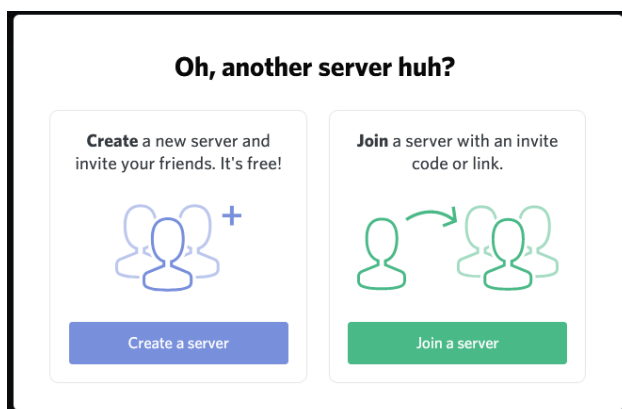 Oh, another server huh?
Create a new server and
invite your friends. It's free!
Create a server
Join a server with an invite
code or link.
Join a server